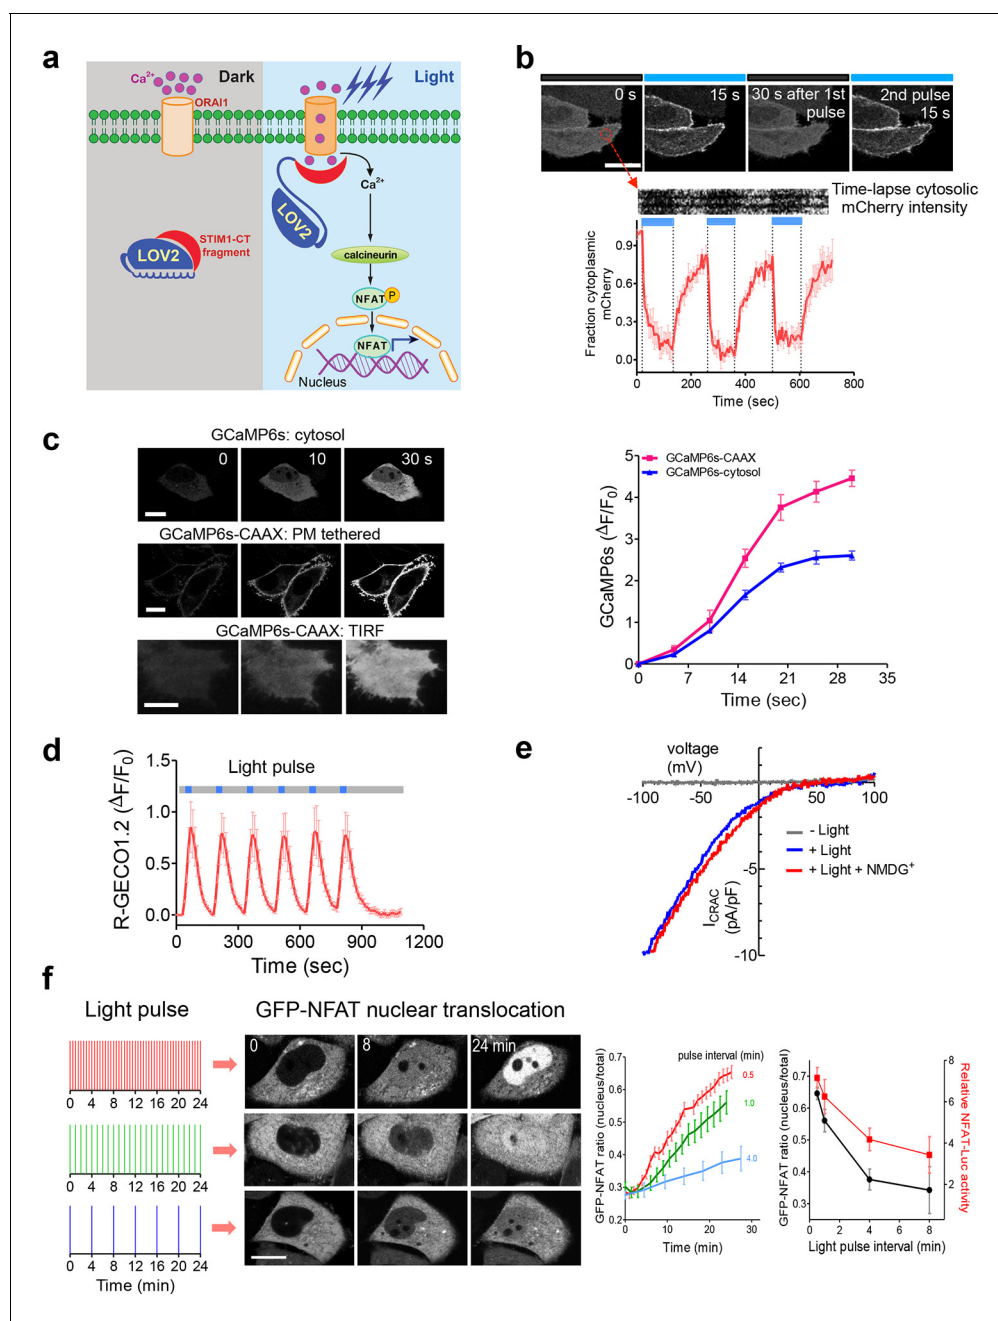 a
Dark
Light
Ca2+
ORAI1
LOV2
STIM1-CT
fragment
LOV2
Ca2+
calcineurin
NFAT
P
NFAT
Nucleus
b
0 s
15 s
30 s after 1st
pulse
2nd pulse
15 s
Time-lapse cytosolic
mCherry intensity
Fraction cytoplasmic
mCherry
0.9
0.6
0.3
0.0
0
200
400
600
800
Time (sec)
c
GCaMP6s: cytosol
0
10
30 s
GCaMP6s-CAAX: PM tethered
GCaMP6s-CAAX: TIRF
GCaMP6s (ΔF/F0)
5
4
3
2
1
0
GCaMP6s-CAAX
GCaMP6s-cytosol
0
7
14
21
28
35
Time (sec)
d
R-GECO1.2 (ΔF/F0)
1.5
1.0
0.5
0.0
Light pulse
0
300
600
900
1200
Time (sec)
e
voltage
(mV)
-100
-50
50
100
- Light
+ Light
+ Light + NMDG+
-5
ICRAC
(pA/pF)
-10
f
Light pulse
GFP-NFAT nuclear translocation
0 4 8 12 16 20 24
0 4 8 12 16 20 24
0 4 8 12 16 20 24
Time (min)
0
8
24 min
GFP-NFAT ratio (nucleus/total)
0.7
0.6
0.5
0.4
0.3
0.2
pulse interval (min)
0.5
1.0
4.0
0 10 20 30
Time (min)
GFP-NFAT ratio (nucleus/total)
0.7
0.6
0.5
0.4
0.3
0 2 4 6 8
Light pulse interval (min)
8
6
4
2
Relative NFAT-Luc activity